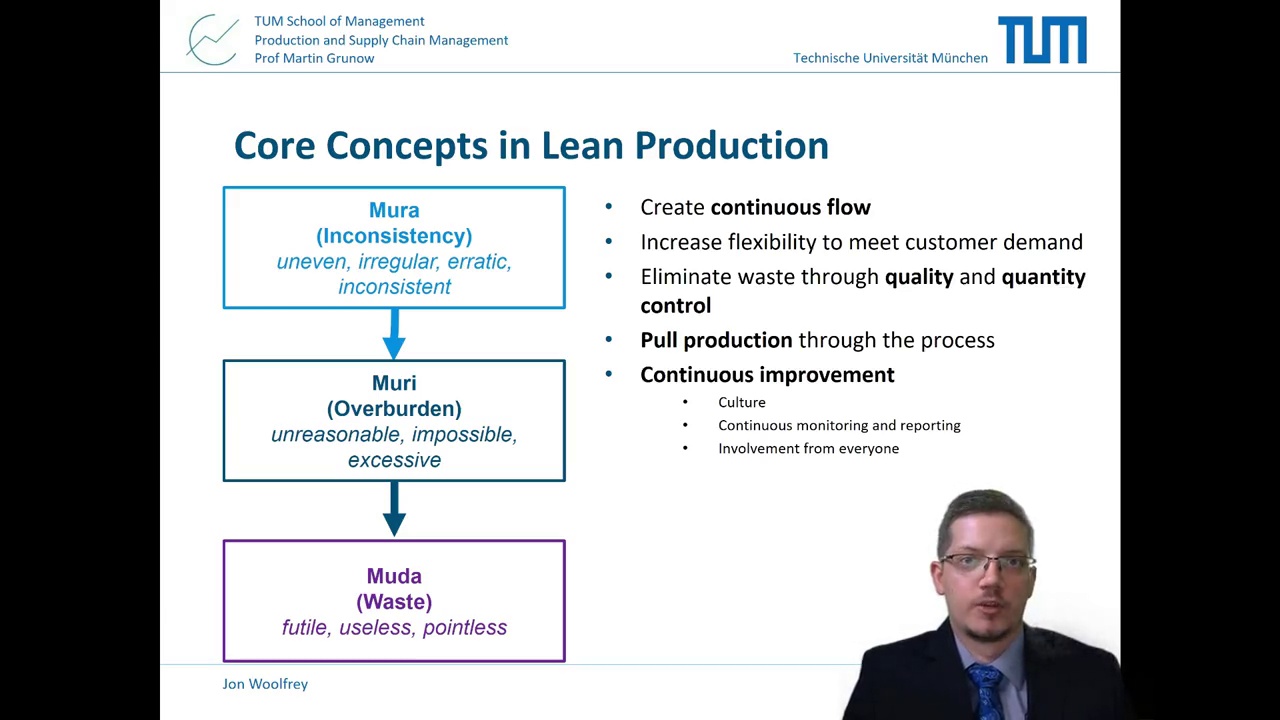 TUM School of Management
Production and Supply Chain Management
Prof Martin Grunow
Technische Universität München
TUM
Core Concepts in Lean Production
Mura
(Inconsistency)
uneven, irregular, erratic,
inconsistent
Muri
(Overburden)
unreasonable, impossible,
excessive
Muda
(Waste)
futile, useless, pointless
• Create continuous flow
• Increase flexibility to meet customer demand
• Eliminate waste through quality and quantity
control
• Pull production through the process
• Continuous improvement
• Culture
• Continuous monitoring and reporting
• Involvement from everyone
Jon Woolfrey